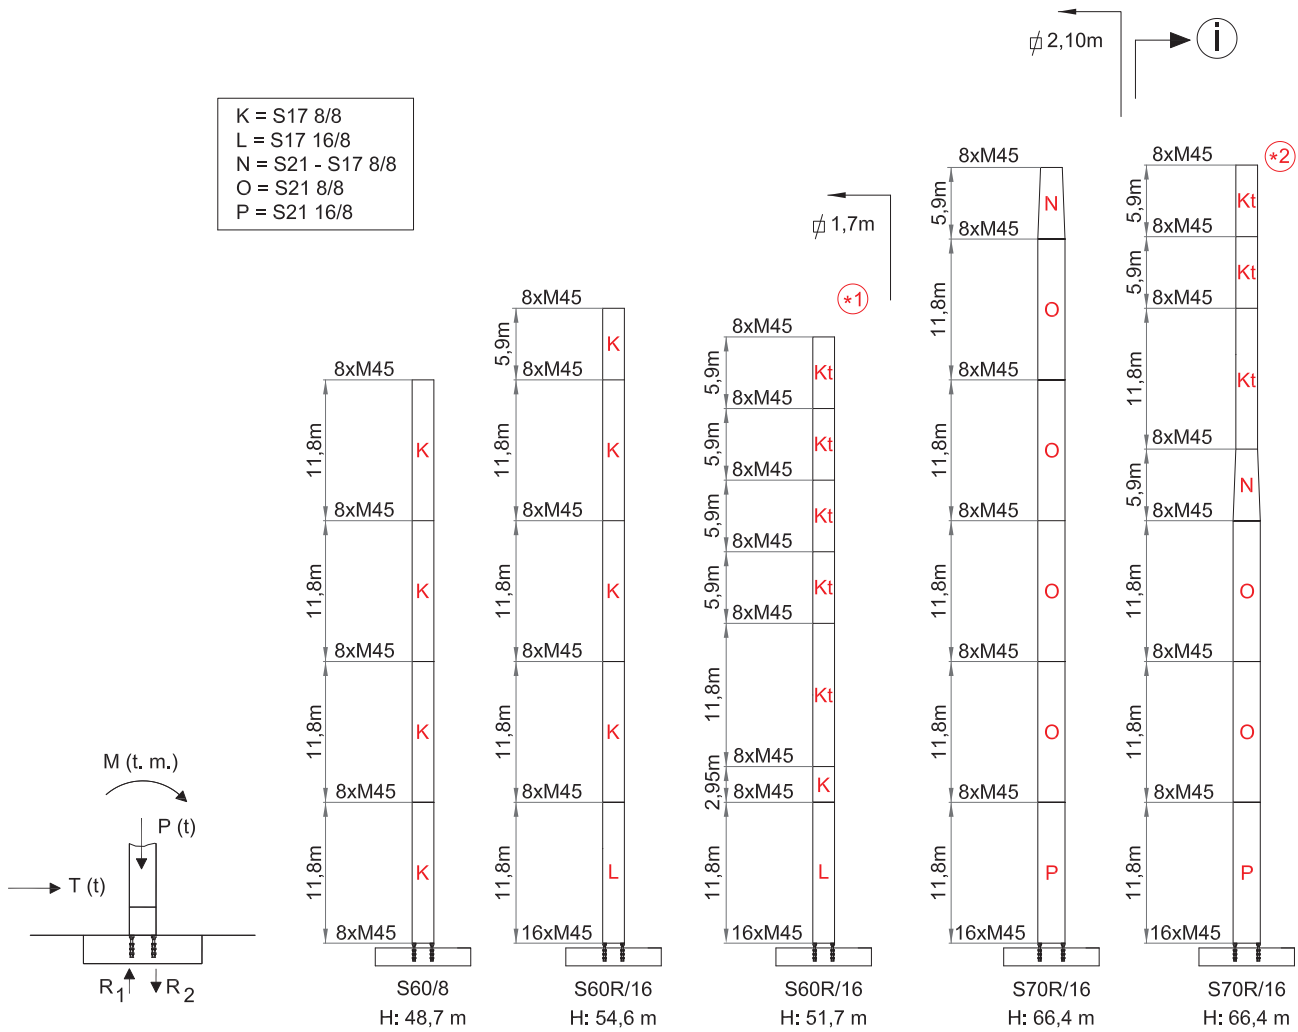 ⌀ 2,10m
i
K = S17 8/8
L = S17 16/8
N = S21 - S17 8/8
O = S21 8/8
P = S21 16/8
⌀ 1,7m
*1
*2
M (t. m.)
P (t)
T (t)
R1
R2
8xM45
11,8m
K
8xM45
11,8m
K
8xM45
11,8m
K
8xM45
11,8m
K
8xM45
S60/8
H: 48,7 m
8xM45
5,9m
K
8xM45
11,8m
K
8xM45
11,8m
K
8xM45
11,8m
K
8xM45
11,8m
L
16xM45
S60R/16
H: 54,6 m
8xM45
5,9m
Kt
8xM45
5,9m
Kt
8xM45
5,9m
Kt
8xM45
5,9m
Kt
8xM45
11,8m
Kt
8xM45
2,95m
K
8xM45
11,8m
L
16xM45
S60R/16
H: 51,7 m
8xM45
5,9m
N
8xM45
11,8m
O
8xM45
11,8m
O
8xM45
11,8m
O
8xM45
11,8m
O
8xM45
11,8m
P
16xM45
S70R/16
H: 66,4 m
8xM45
5,9m
Kt
8xM45
5,9m
Kt
8xM45
11,8m
Kt
8xM45
5,9m
N
8xM45
11,8m
O
8xM45
11,8m
O
8xM45
11,8m
P
16xM45
S70R/16
H: 66,4 m